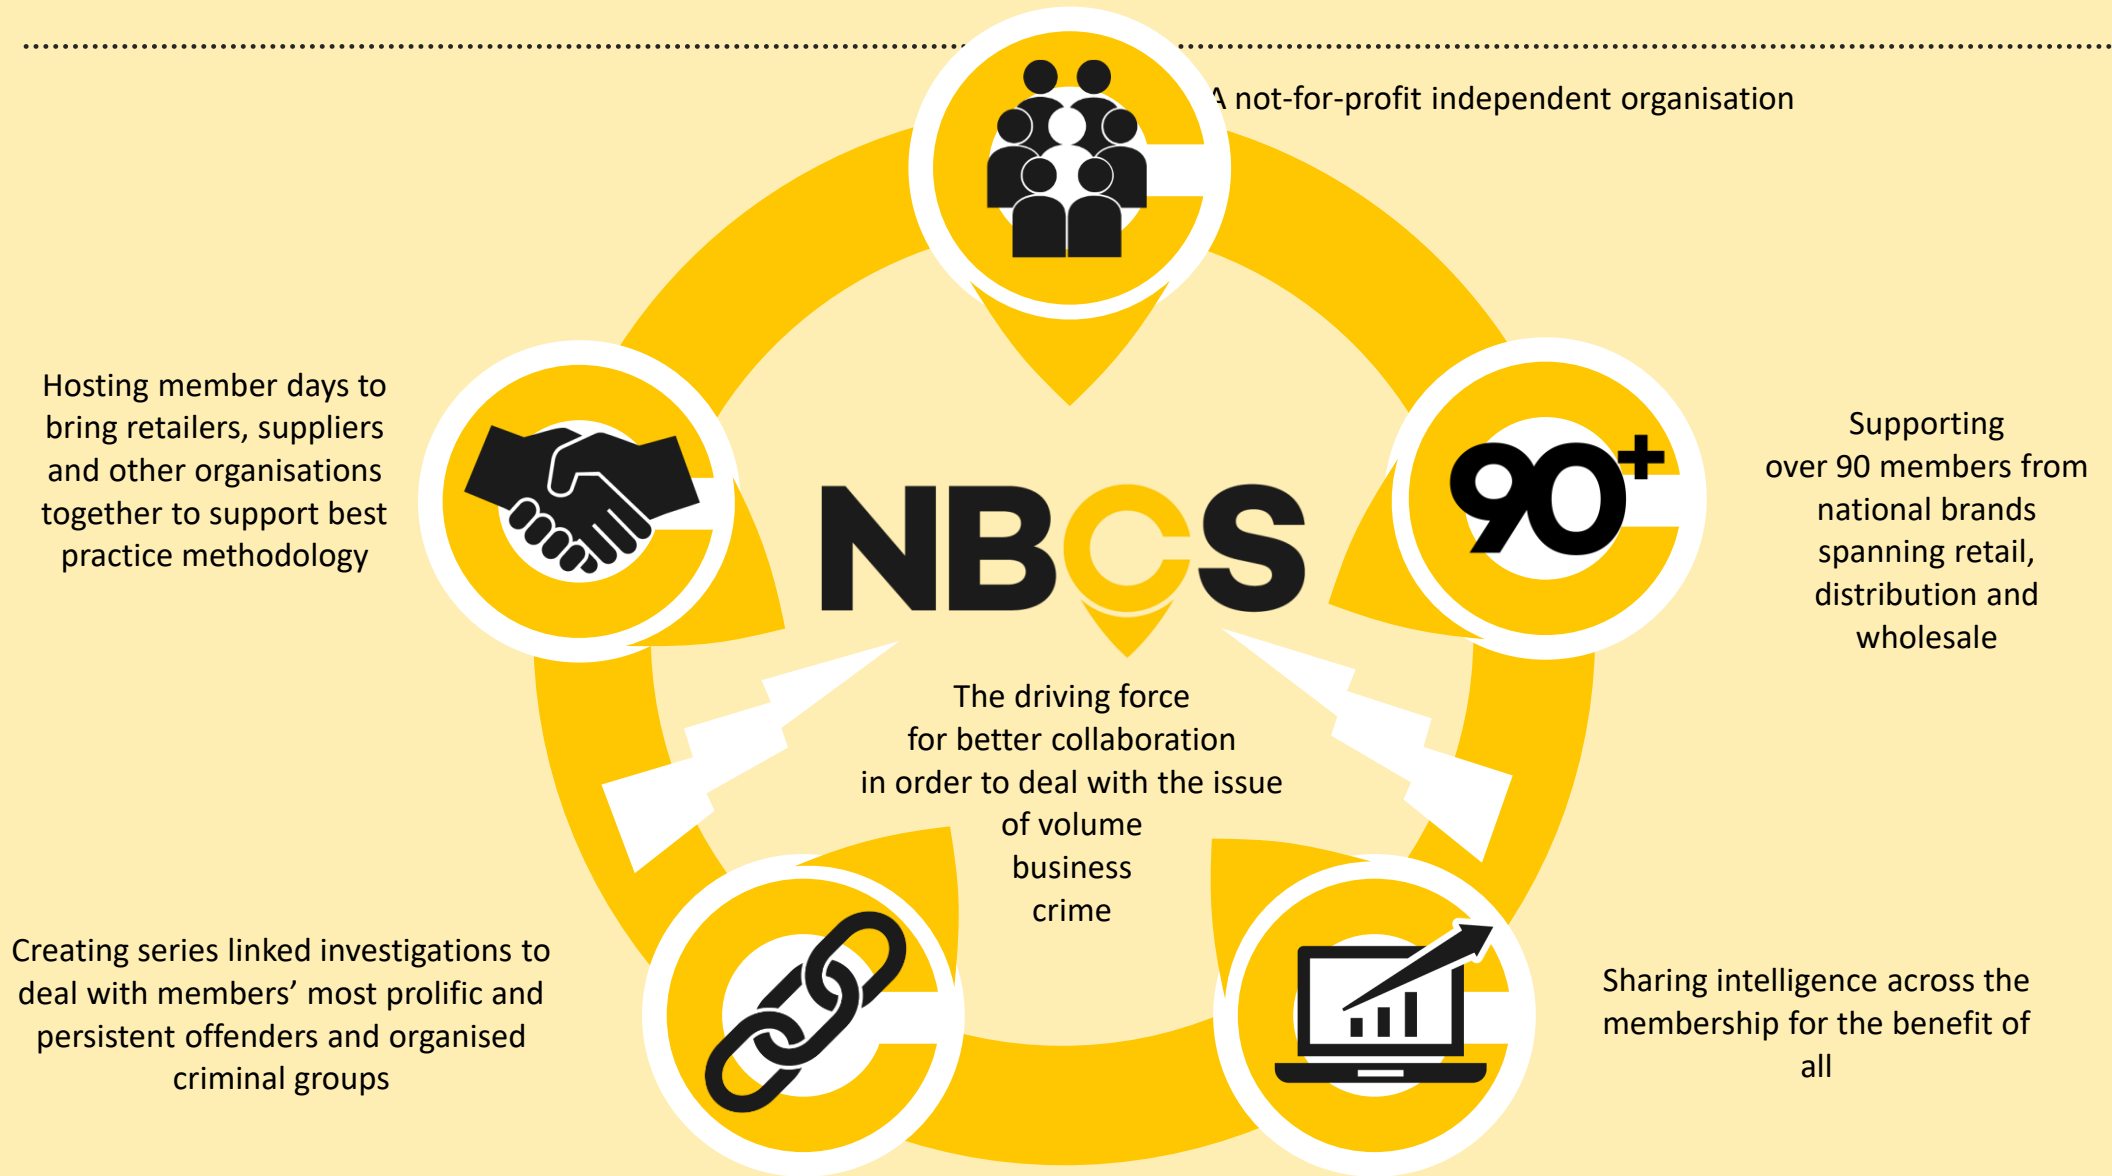 A not-for-profit independent organisation
Hosting member days to
bring retailers, suppliers
and other organisations
together to support best
practice methodology
90+
Supporting
over 90 members from
national brands
spanning retail,
distribution and
wholesale
NBCS
The driving force
for better collaboration
in order to deal with the issue
of volume
business
crime
Creating series linked investigations to
deal with members’ most prolific and
persistent offenders and organised
criminal groups
Sharing intelligence across the
membership for the benefit of
all